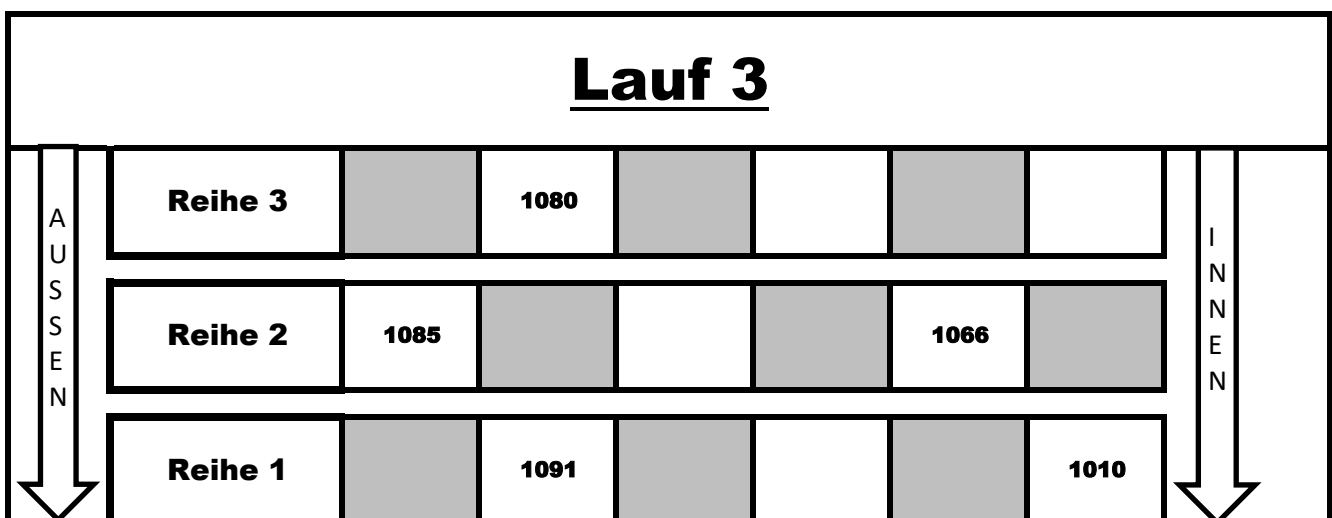 Lauf 3
AUSSEN
Reihe 3 1080
Reihe 2 1085 1066
Reihe 1 1091 1010
INNEN